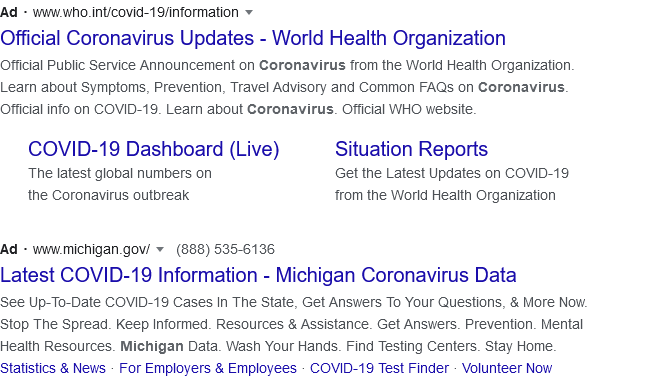 Ad · www.who.int/covid-19/information
Official Coronavirus Updates - World Health Organization
Official Public Service Announcement on Coronavirus from the World Health Organization.
Learn about Symptoms, Prevention, Travel Advisory and Common FAQs on Coronavirus.
Official info on COVID-19. Learn about Coronavirus. Official WHO website.
COVID-19 Dashboard (Live)
The latest global numbers on
the Coronavirus outbreak
Situation Reports
Get the Latest Updates on COVID-19
from the World Health Organization
Ad · www.michigan.gov/ (888) 535-6136
Latest COVID-19 Information - Michigan Coronavirus Data
See Up-To-Date COVID-19 Cases In The State, Get Answers To Your Questions, & More Now.
Stop The Spread. Keep Informed. Resources & Assistance. Get Answers. Prevention. Mental
Health Resources. Michigan Data. Wash Your Hands. Find Testing Centers. Stay Home.
Statistics & News · For Employers & Employees · COVID-19 Test Finder · Volunteer Now